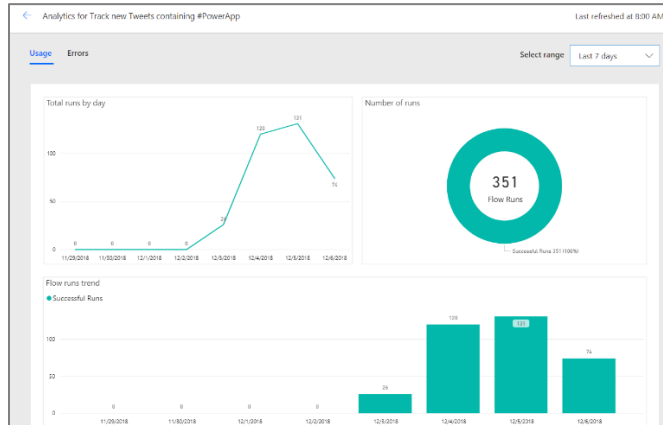 ← Analytics for Track new Tweets containing #PowerApp
Last refreshed at 8:00 AM
Usage Errors
Select range Last 7 days
Total runs by day
131
120
100
74
50
26
0 0 0 0 0
11/29/2018 11/30/2018 12/1/2018 12/2/2018 12/3/2018 12/4/2018 12/5/2018 12/6/2018
Number of runs
351
Flow Runs
Successful Runs 351 (100%)
Flow runs trend
Successful Runs
120 131
100
74
50
26
0 0 0 0 0
11/29/2018 11/30/2018 12/1/2018 12/2/2018 12/3/2018 12/4/2018 12/5/2018 12/6/2018